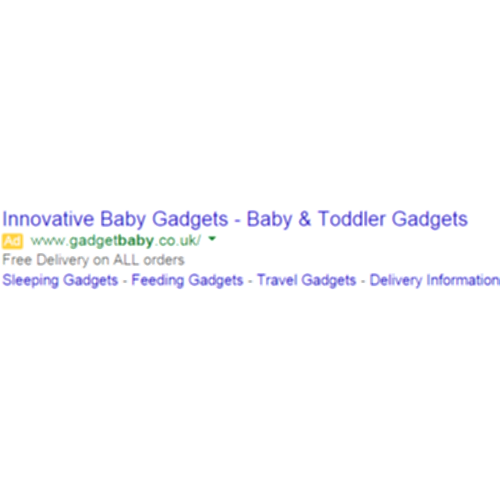 Innovative Baby Gadgets - Baby & Toddler Gadgets
Ad www.gadgetbaby.co.uk/
Free Delivery on ALL orders
Sleeping Gadgets - Feeding Gadgets - Travel Gadgets - Delivery Information